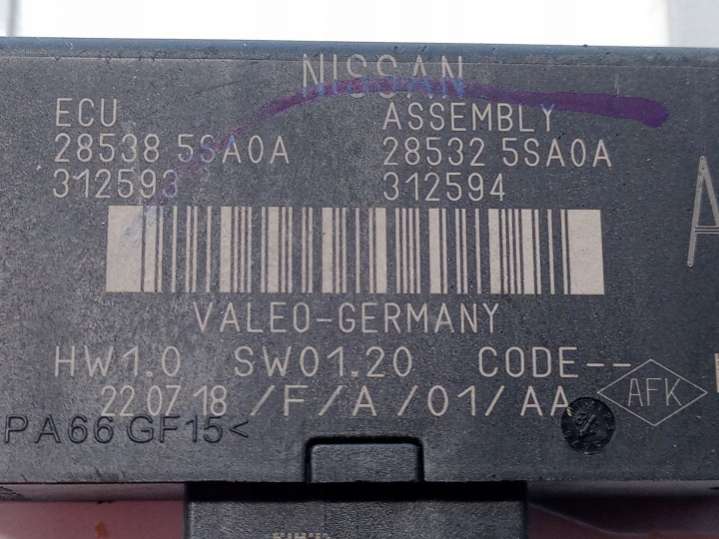 NISSAN
ECU ASSEMBLY
28538 5SA0A 28532 5SA0A
312593 312594
A
VALEO-GERMANY
HW1.0 SW01.20 CODE--
22.07.18 /F/A/01/AA AFK
PA66 GF15<